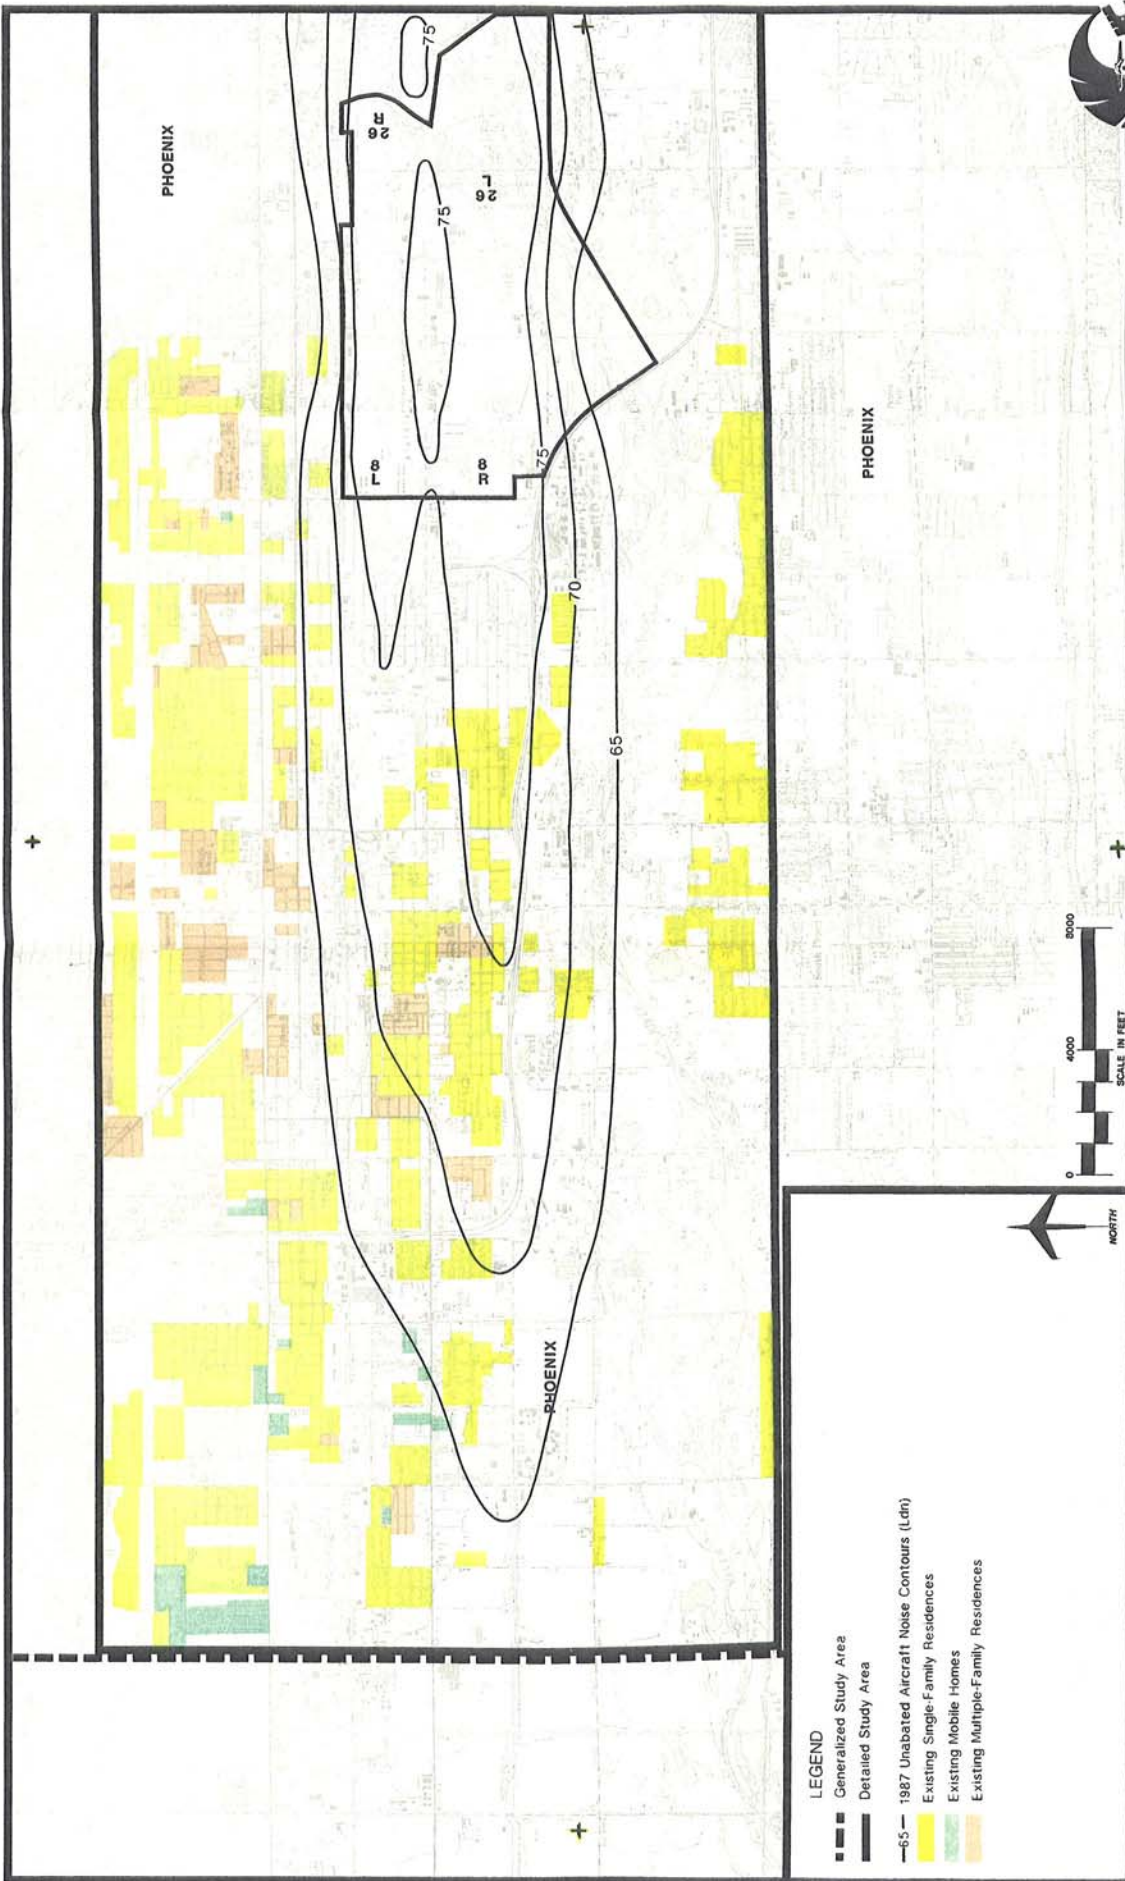 PHOENIX
75
26
R
26
L
75
8
L
8
R
75
PHOENIX
70
65
PHOENIX
0
4000
8000
SCALE IN FEET
NORTH
LEGEND
Generalized Study Area
Detailed Study Area
65 1987 Unabated Aircraft Noise Contours (Ldn)
Existing Single-Family Residences
Existing Mobile Homes
Existing Multiple-Family Residences